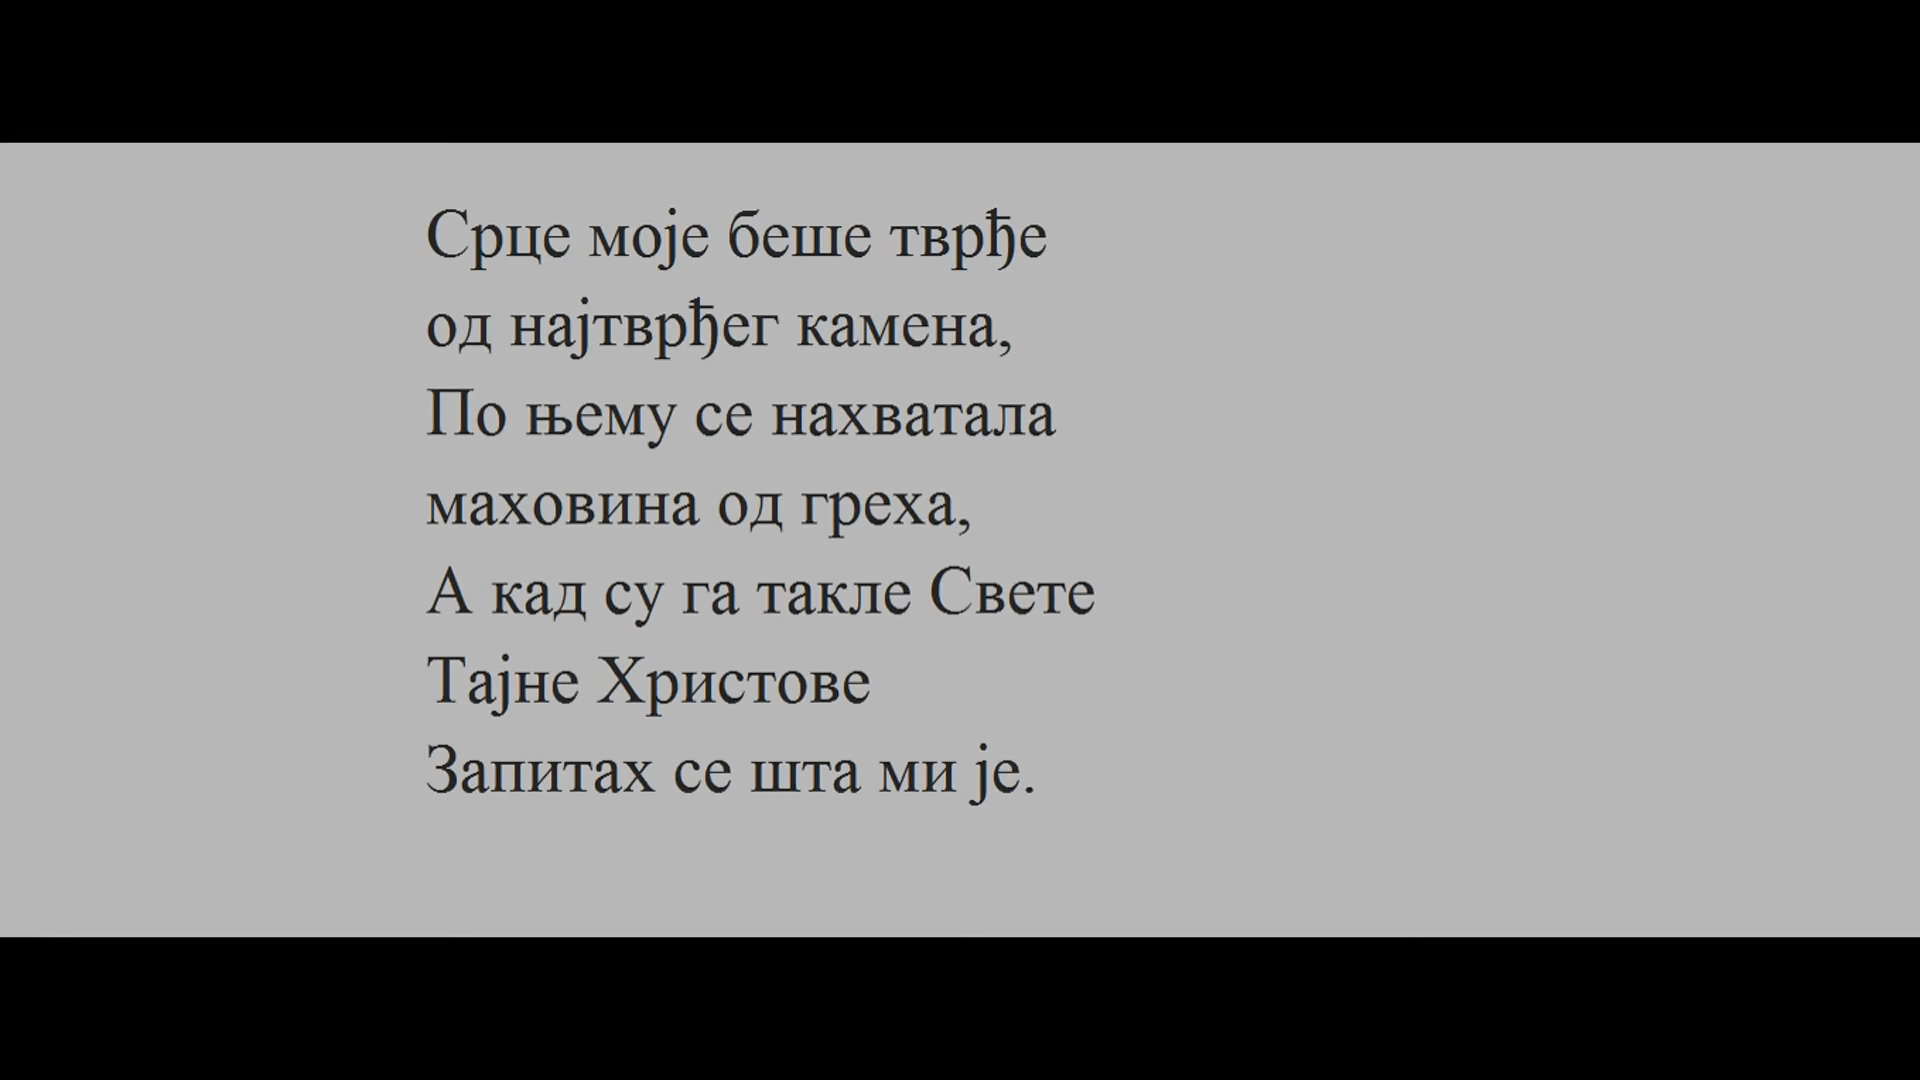 Срце моје беше тврђе
од најтврђег камена,
По њему се нахватала
маховина од греха,
А кад су га такле Свете
Тајне Христове
Запитах се шта ми је.